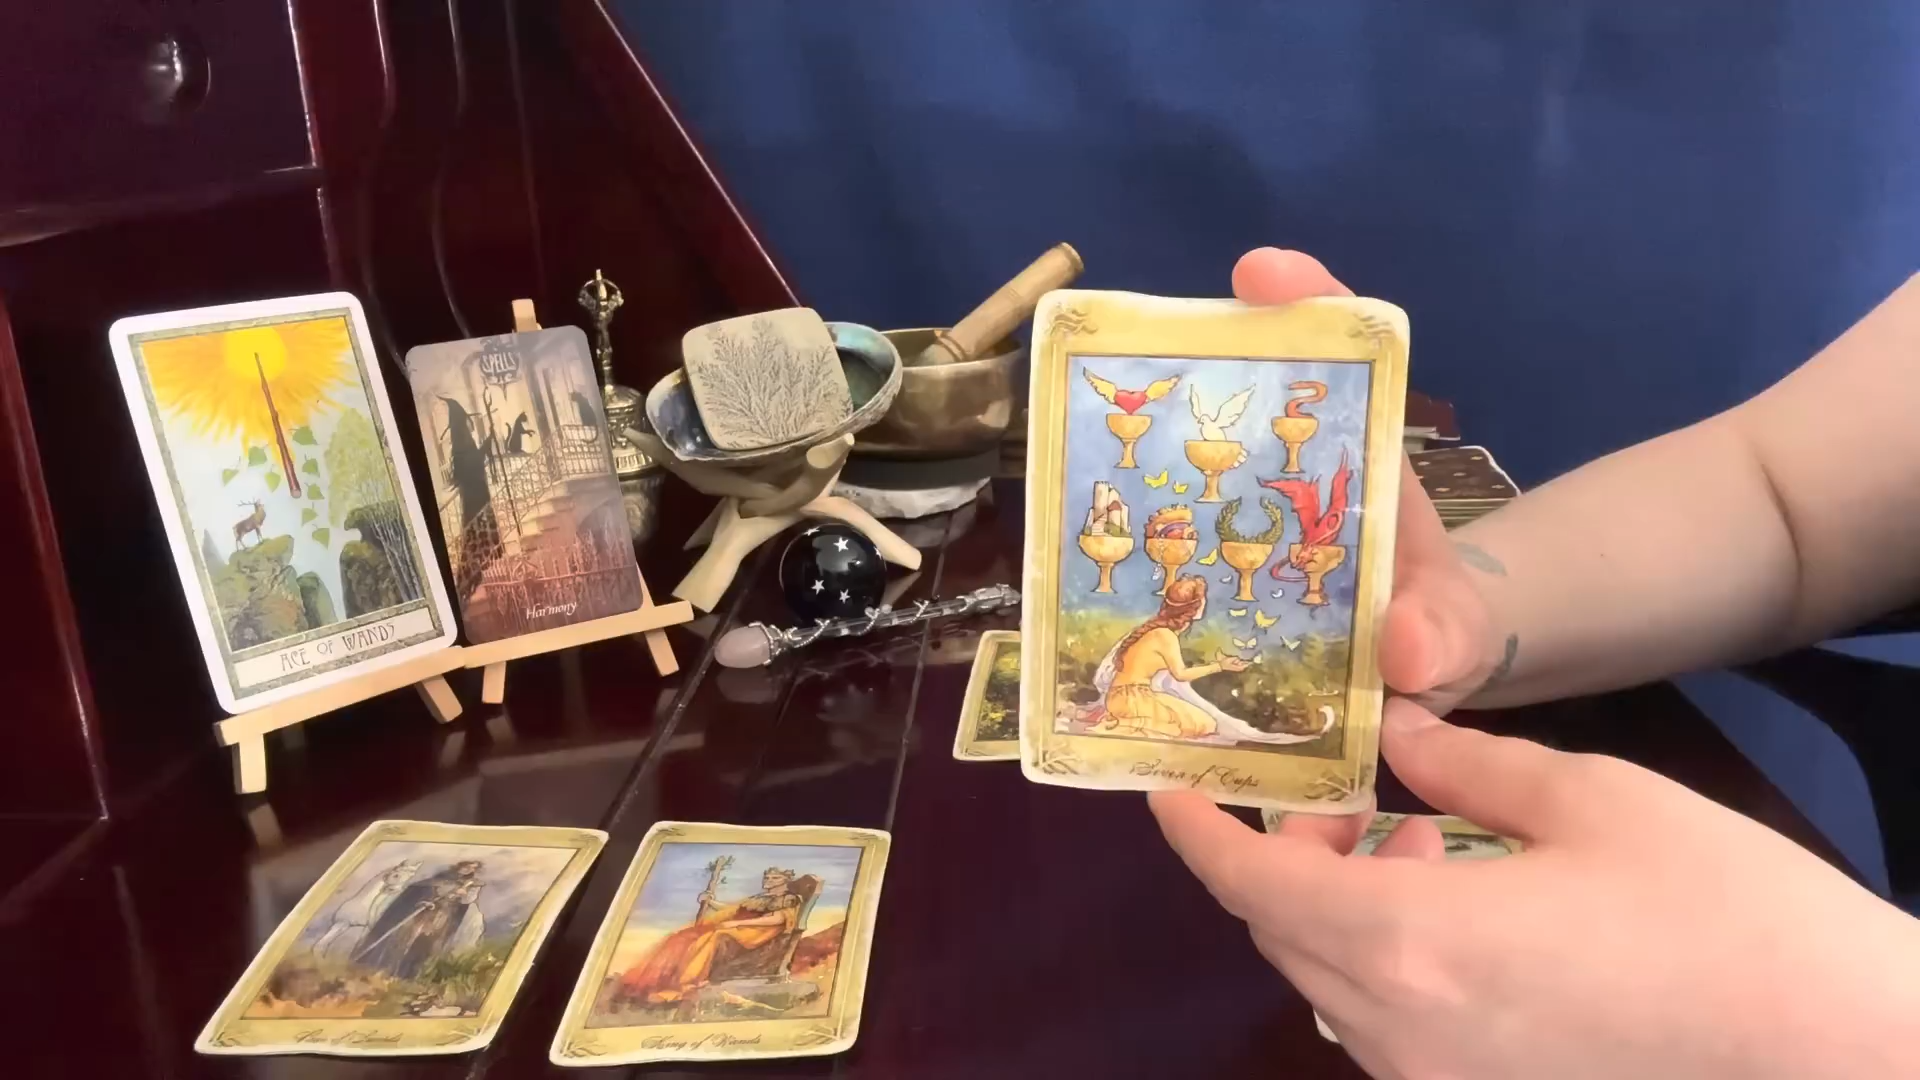 ACE OF WANDS
SPELLS
Harmony
Seven of Cups
King of Wands